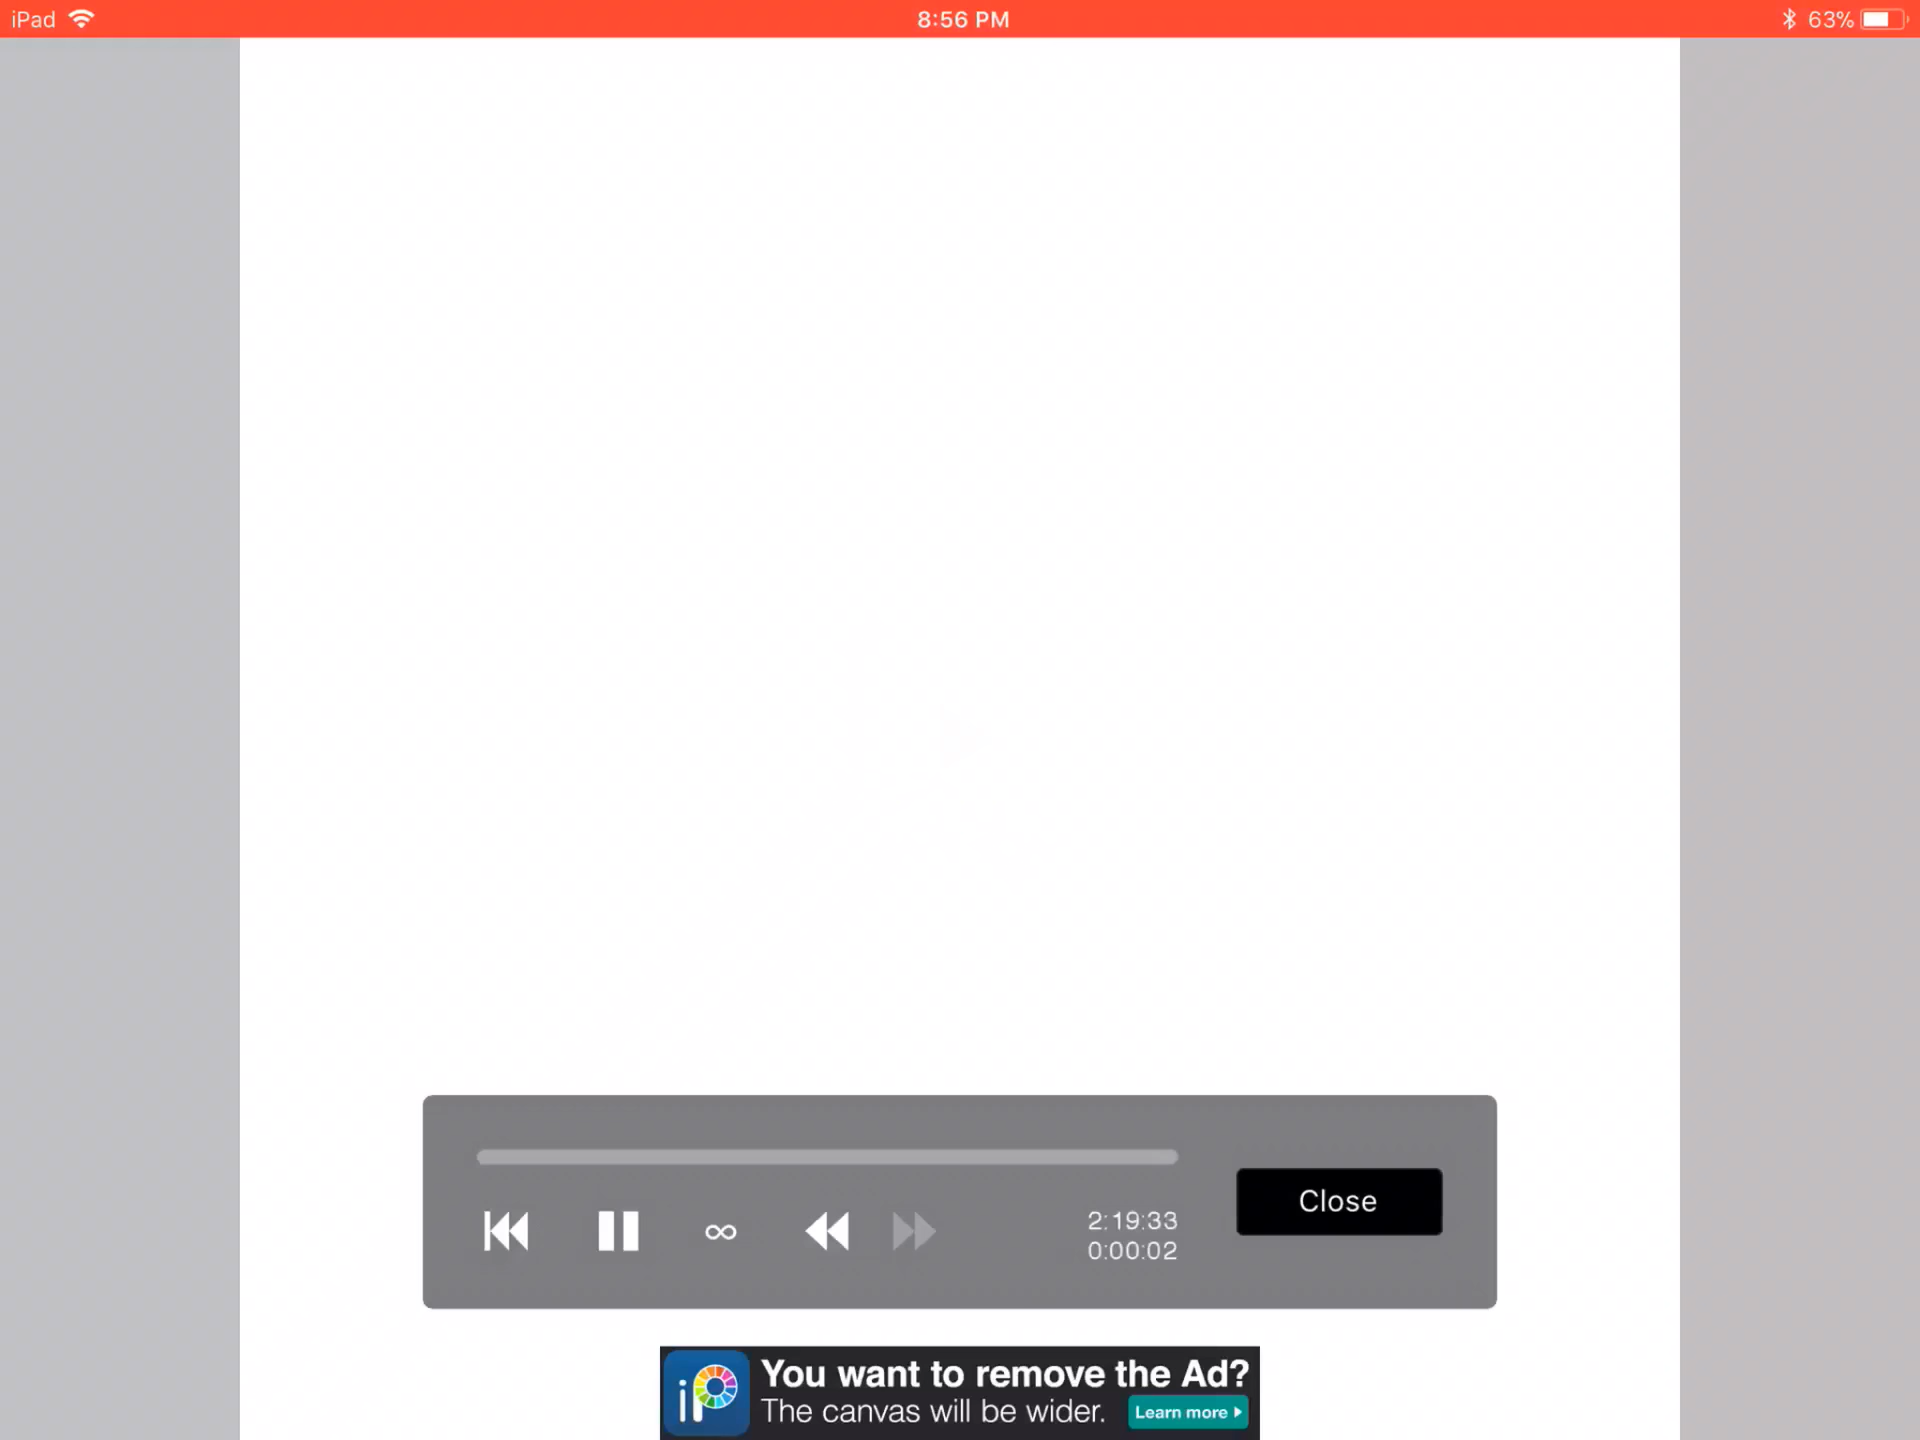 iPad 8:56 PM 63%
2:19:33
0:00:02
Close
iP You want to remove the Ad?
The canvas will be wider. Learn more